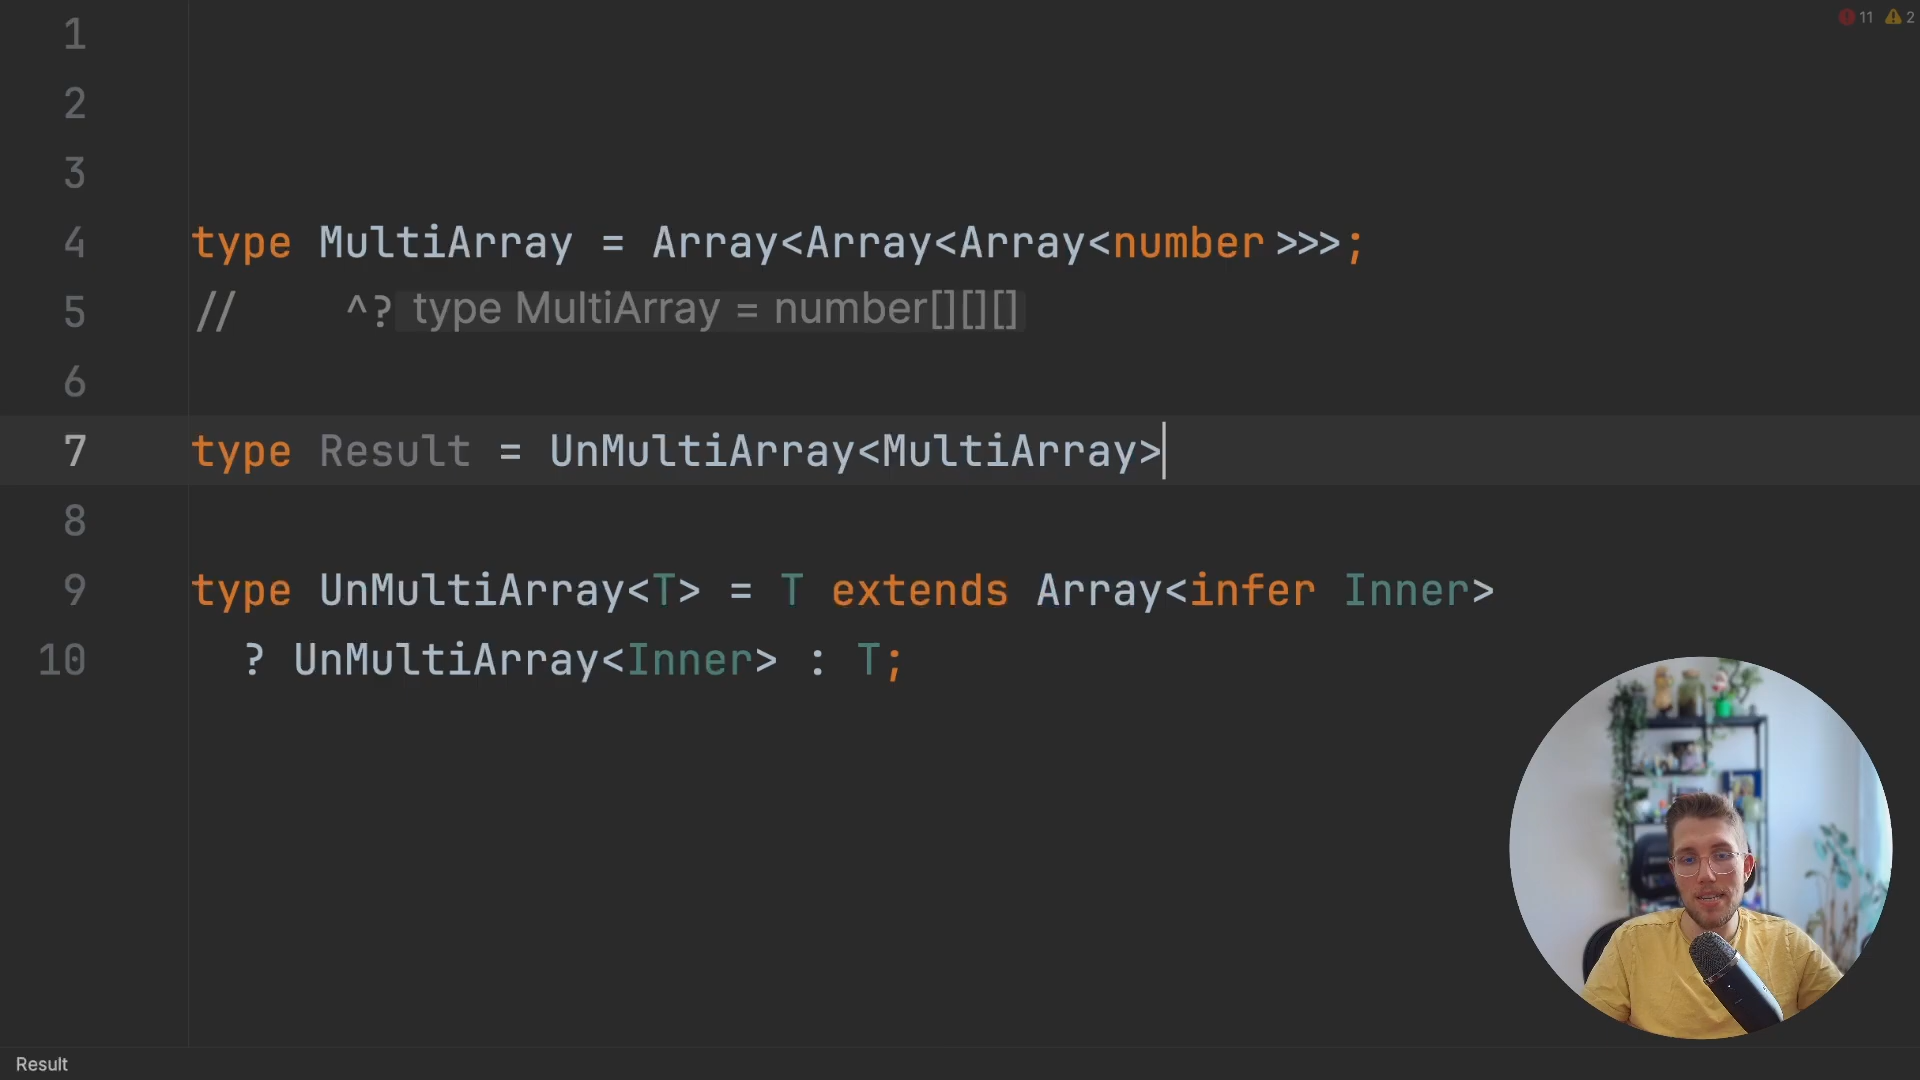 11 2
1
2
3
4 type MultiArray = Array<Array<Array<number>>>;
5 // ^? type MultiArray = number[][][]
6
7 type Result = UnMultiArray<MultiArray>
8
9 type UnMultiArray<T> = T extends Array<infer Inner>
10 ? UnMultiArray<Inner> : T;
Result